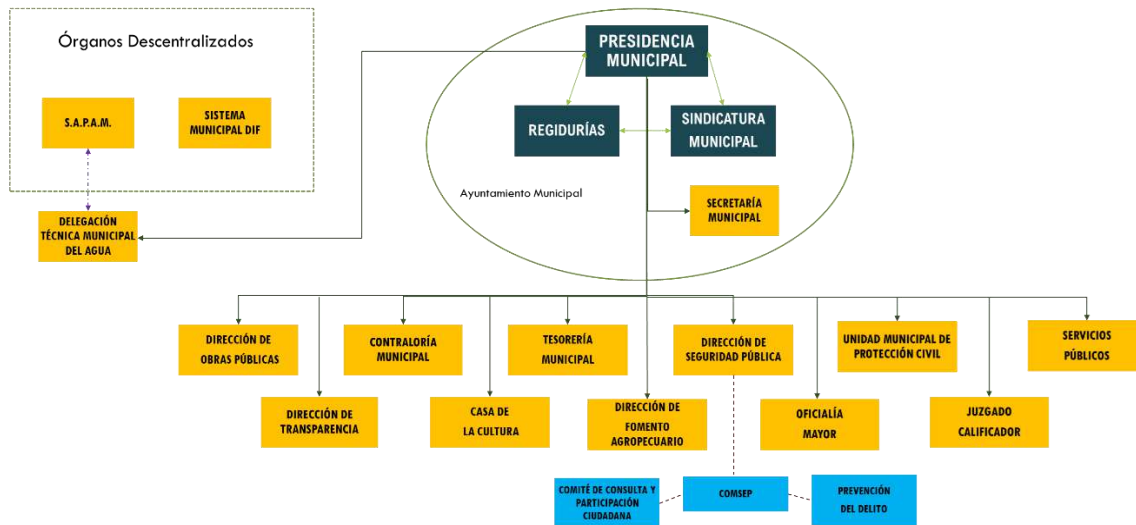 Órganos Descentralizados
S.A.P.A.M.
SISTEMA
MUNICIPAL DIF
DELEGACIÓN
TÉCNICA MUNICIPAL
DEL AGUA
PRESIDENCIA
MUNICIPAL
REGIDURÍAS
SINDICATURA
MUNICIPAL
Ayuntamiento Municipal
SECRETARÍA
MUNICIPAL
DIRECCIÓN DE
OBRAS PÚBLICAS
CONTRALORÍA
MUNICIPAL
TESORERÍA
MUNICIPAL
DIRECCIÓN DE
SEGURIDAD PÚBLICA
UNIDAD MUNICIPAL DE
PROTECCIÓN CIVIL
SERVICIOS
PÚBLICOS
DIRECCIÓN DE
TRANSPARENCIA
CASA DE
LA CULTURA
DIRECCIÓN DE
FOMENTO
AGROPECUARIO
OFICIALÍA
MAYOR
JUZGADO
CALIFICADOR
COMITÉ DE CONSULTA Y
PARTICIPACIÓN
CIUDADANA
COMSEP
PREVENCIÓN
DEL DELITO